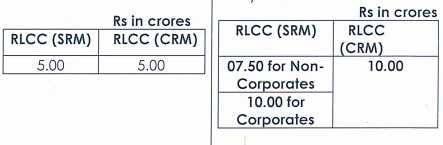 Rs in crores
RLCC (SRM) RLCC (CRM)
5.00 5.00
Rs in crores
RLCC (SRM) RLCC
(CRM)
07.50 for Non- 10.00
Corporates
10.00 for
Corporates